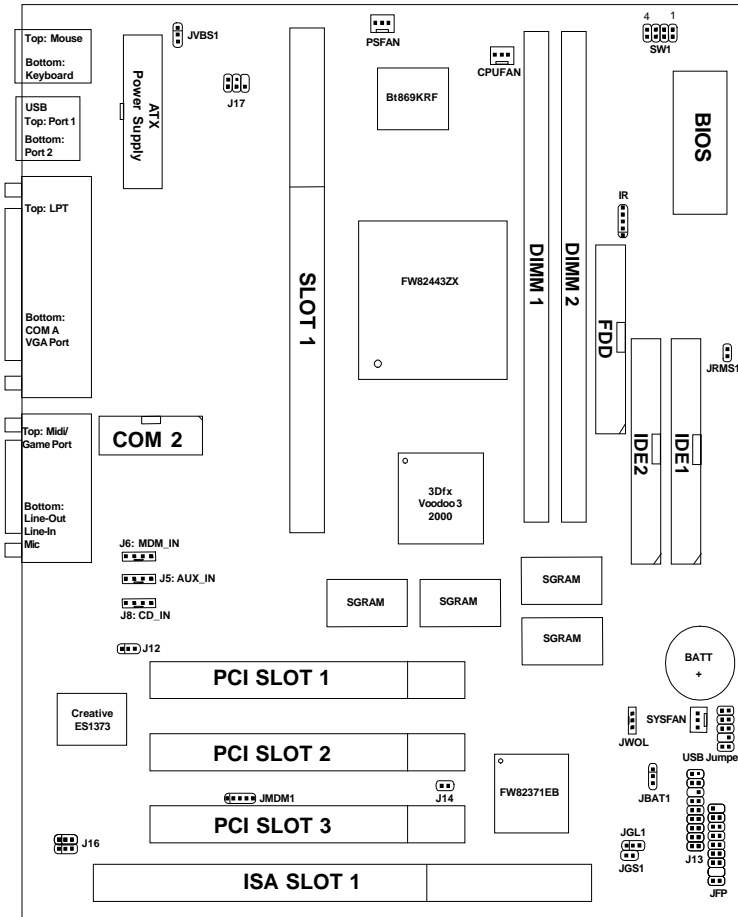 Top: Mouse
Bottom:
Keyboard
JVBS1
PSFAN
4 1
SW1
CPUFAN
ATX
Power Supply
J17
Bt869KRF
BIOS
USB
Top: Port 1
Bottom:
Port 2
IR
Top: LPT
SLOT 1
FW82443ZX
DIMM 1
DIMM 2
FDD
Bottom:
COM A
VGA Port
JRMS1
Top: Midi/
Game Port
COM 2
IDE2
IDE1
3Dfx
Voodoo3
2000
Bottom:
Line-Out
Line-In
Mic
J6: MDM_IN
J5: AUX_IN
J8: CD_IN
SGRAM
SGRAM
SGRAM
SGRAM
J12
BATT
+
PCI SLOT 1
Creative
ES1373
SYSFAN
JWOL
USB Jumpe
PCI SLOT 2
FW82371EB
JMDM1
J14
JBAT1
PCI SLOT 3
J16
JGL1
JGS1
J13
JFP
ISA SLOT 1